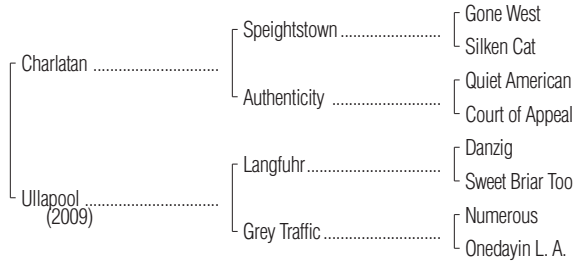 Gone West
Speightstown
Silken Cat
Charlatan
Quiet American
Authenticity
Court of Appeal
Danzig
Langfuhr
Sweet Briar Too
Ullapool
(2009)
Numerous
Grey Traffic
Onedayin L. A.